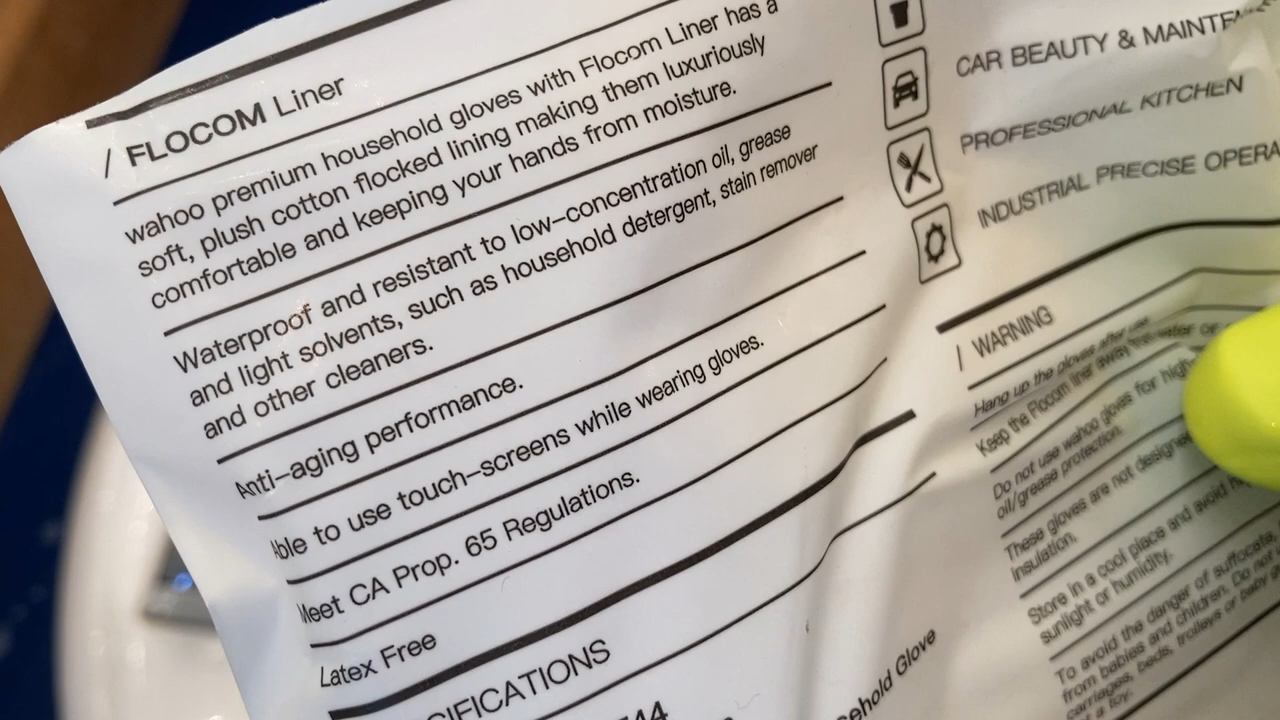 / FLOCOM Liner
wahoo premium household gloves with Flocom Liner has a
soft, plush cotton flocked lining making them luxuriously
comfortable and keeping your hands from moisture.
Waterproof and resistant to low-concentration oil, grease
and light solvents, such as household detergent, stain remover
and other cleaners.
Anti-aging performance.
Able to use touch-screens while wearing gloves.
Meet CA Prop. 65 Regulations.
Latex Free
CIFICATIONS
sehold Glove
CAR BEAUTY & MAINTE
PROFESSIONAL KITCHEN
INDUSTRIAL PRECISE OPERA
/ WARNING
Hang up the gloves after use.
Keep the Flocom liner away from water or
Do not use wahoo gloves for high
oil/grease protection.
These gloves are not designed
insulation.
Store in a cool place and avoid
sunlight or humidity.
To avoid the danger of suffocate,
from babies and children. Do not
carriages, beds, trolleys or baby
a toy.